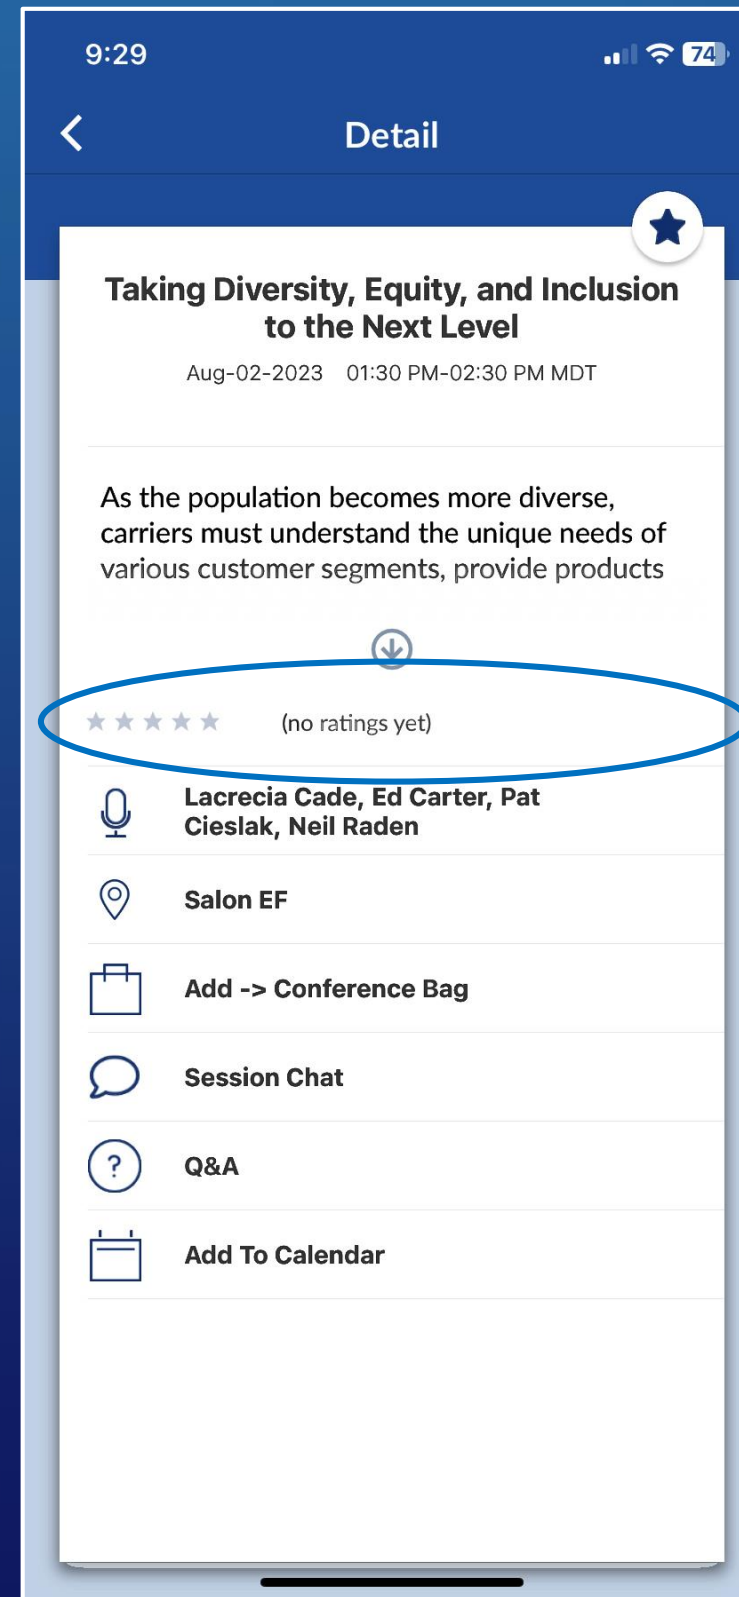 9:29
74
Detail
Taking Diversity, Equity, and Inclusion
to the Next Level
Aug-02-2023 01:30 PM-02:30 PM MDT
As the population becomes more diverse,
carriers must understand the unique needs of
various customer segments, provide products
(no ratings yet)
Lacrecia Cade, Ed Carter, Pat
Cieslak, Neil Raden
Salon EF
Add -> Conference Bag
Session Chat
?
Q&A
Add To Calendar